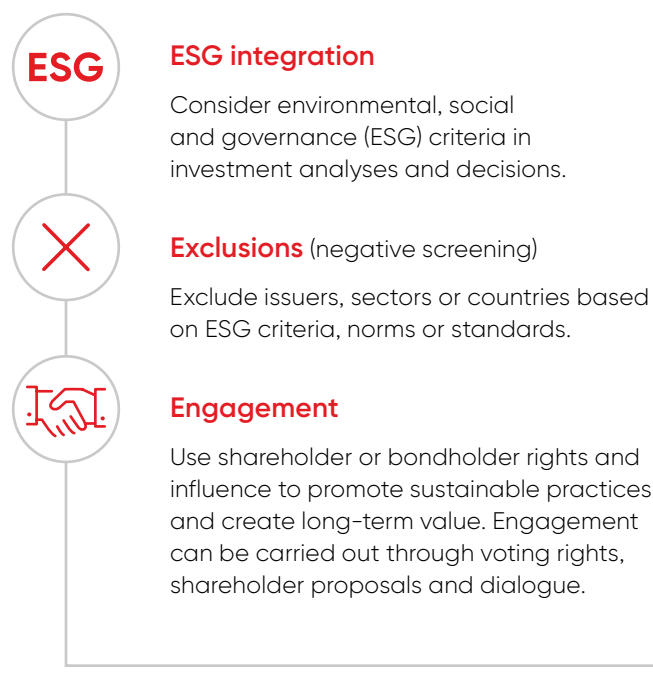 ESG
ESG integration
Consider environmental, social
and governance (ESG) criteria in
investment analyses and decisions.
Exclusions (negative screening)
Exclude issuers, sectors or countries based
on ESG criteria, norms or standards.
Engagement
Use shareholder or bondholder rights and
influence to promote sustainable practices
and create long-term value. Engagement
can be carried out through voting rights,
shareholder proposals and dialogue.